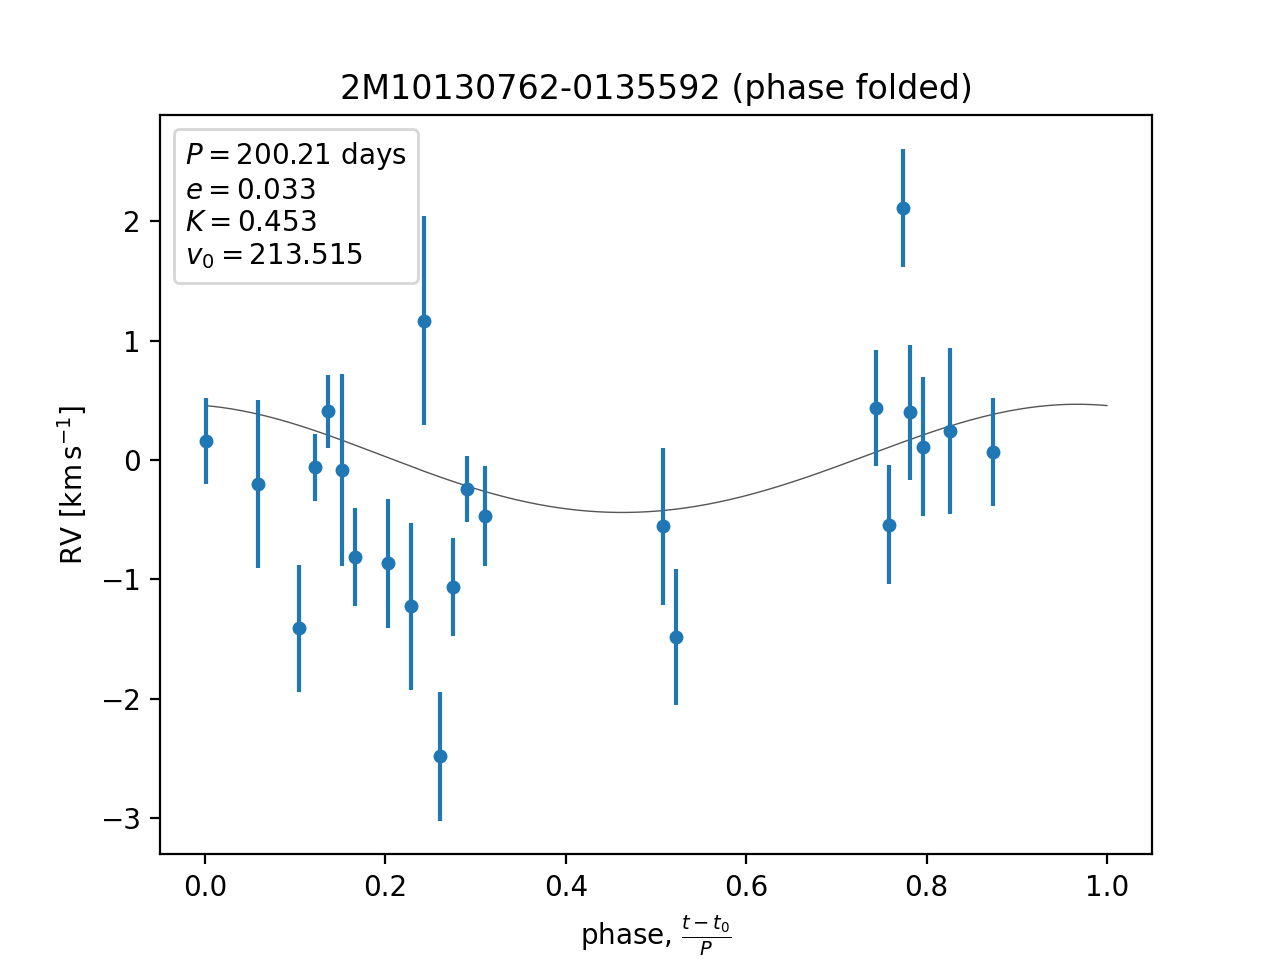 2M10130762-0135592 (phase folded)
P = 200.21 days
e = 0.033
K = 0.453
v₀ = 213.515
2
1
0
−1
−2
−3
RV [km s⁻¹]
0.0 0.2 0.4 0.6 0.8 1.0
phase, (t − t₀)/P